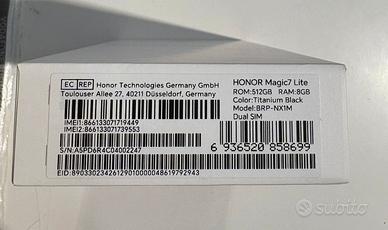 EC REP Honor Technologies Germany GmbH
Toulouser Allee 27, 40211 Düsseldorf, Germany
HONOR Magic7 Lite
ROM:512GB RAM:8GB
Color:Titanium Black
Model:BRP-NX1M
Dual SIM
IMEI1:866133071719449
IMEI2:866133071739553
S/N:A5PD6R4C04002247
6 936520 858699
EID:89033023426129010000048619792943
subito